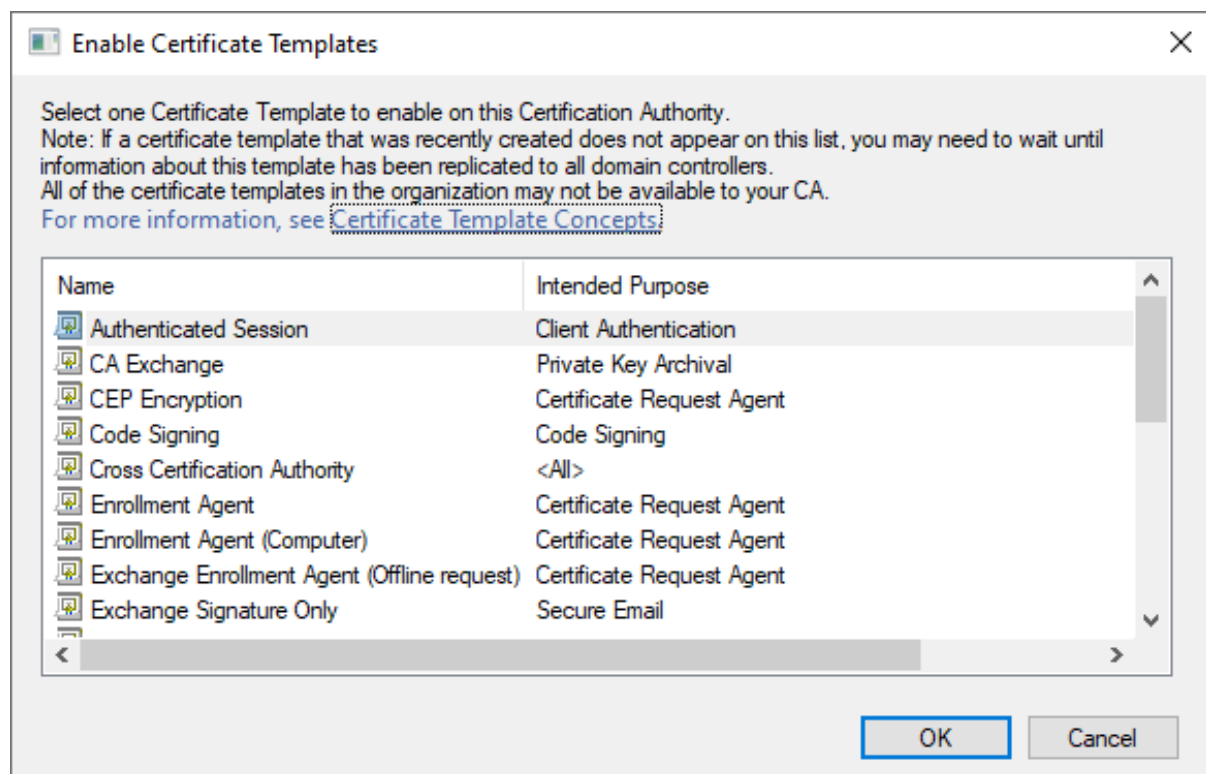 Enable Certificate Templates
Select one Certificate Template to enable on this Certification Authority.
Note: If a certificate template that was recently created does not appear on this list, you may need to wait until
information about this template has been replicated to all domain controllers.
All of the certificate templates in the organization may not be available to your CA.
For more information, see Certificate Template Concepts.
Name Intended Purpose
Authenticated Session Client Authentication
CA Exchange Private Key Archival
CEP Encryption Certificate Request Agent
Code Signing Code Signing
Cross Certification Authority <All>
Enrollment Agent Certificate Request Agent
Enrollment Agent (Computer) Certificate Request Agent
Exchange Enrollment Agent (Offline request) Certificate Request Agent
Exchange Signature Only Secure Email
OK Cancel